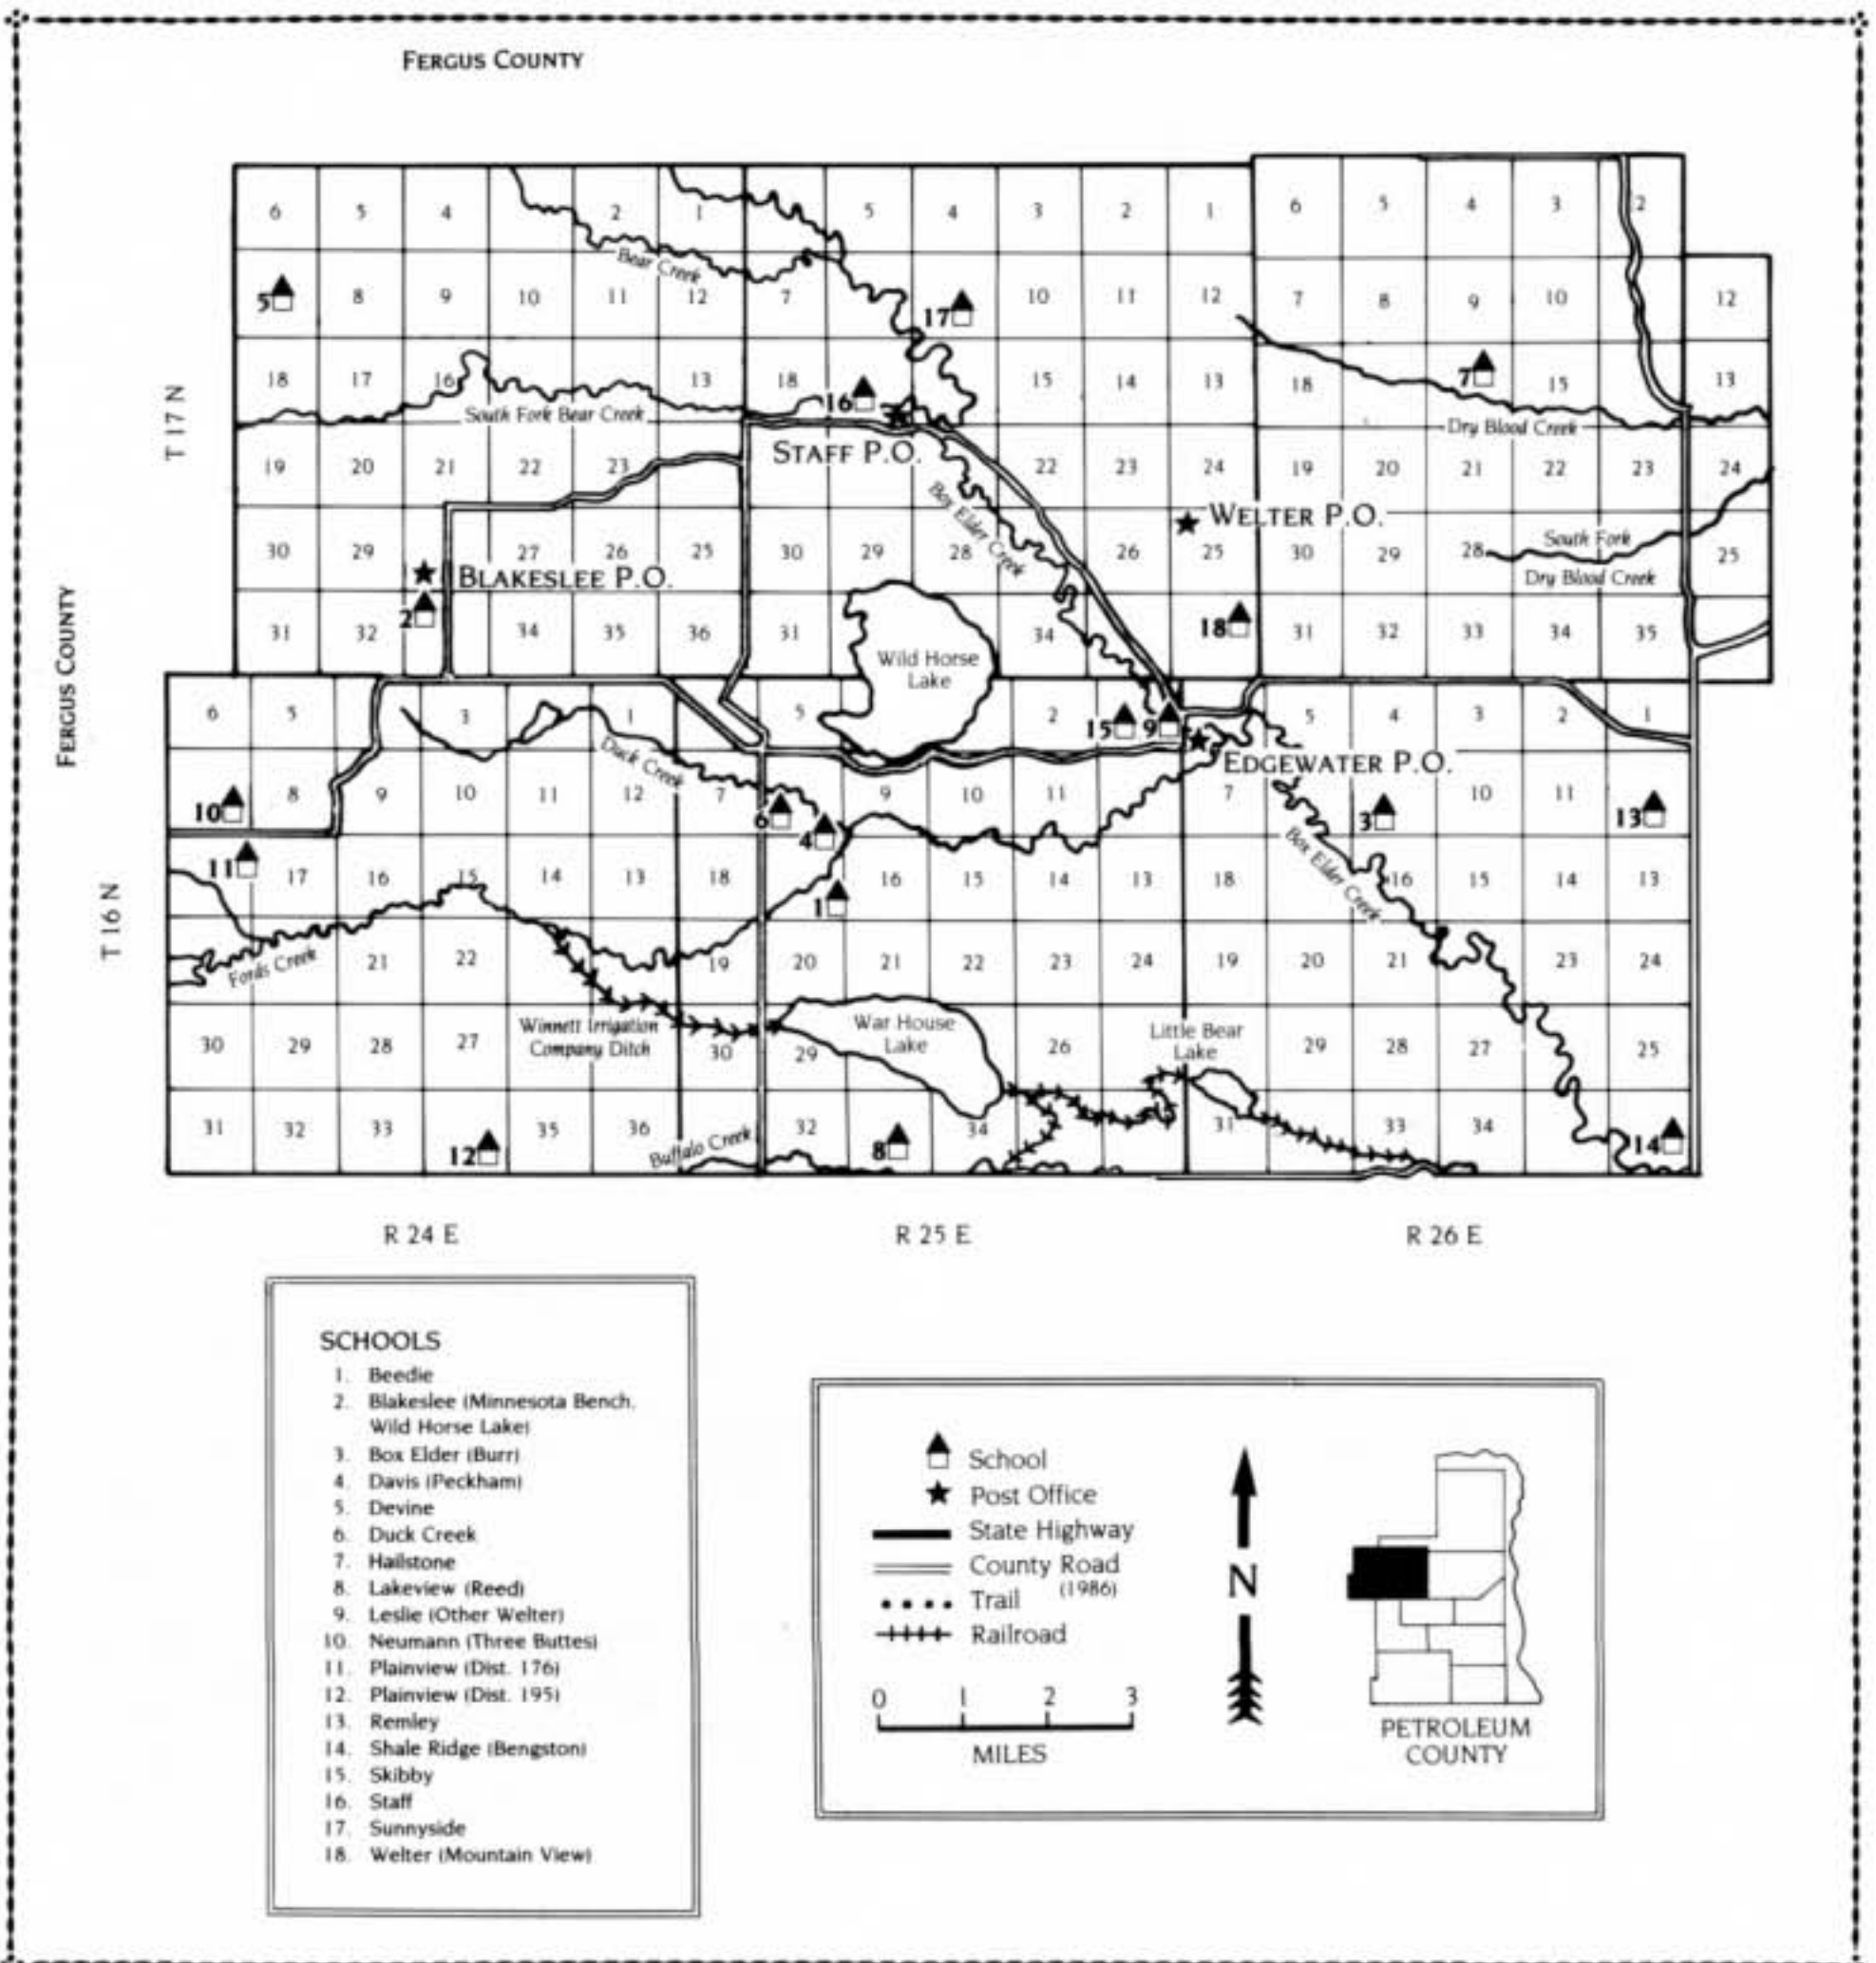 FERGUS COUNTY
6 5 4 2 1 5 4 3 2 1 6 5 4 3 2
Bear Creek
5 8 9 10 11 12 7 17 10 11 12 7 8 9 10 12
18 17 16 13 18 16 15 14 13 18 7 15 13
T 17 N
South Fork Bear Creek
Dry Blood Creek
STAFF P.O.
19 20 21 22 23 22 23 24 19 20 21 22 23 24
Box Elder Creek
WELTER P.O.
30 29 27 26 25 30 29 28 26 25 30 29 28 25
South Fork
Dry Blood Creek
BLAKESLEE P.O.
2
31 32 34 35 36 31 34 18 31 32 33 34 35
Wild Horse
Lake
FERGUS COUNTY
6 5 3 1 5 2 15 9 5 4 3 2 1
Duck Creek
EDGEWATER P.O.
10 8 9 10 11 12 7 6 4 9 10 11 7 3 10 11 13
Box Elder Creek
11 17 16 15 14 13 18 1 16 15 14 13 18 16 15 14 13
T 16 N
Fords Creek
21 22 19 20 21 22 23 24 19 20 21 23 24
Winnett Irrigation
Company Ditch
War House
Lake
Little Bear
Lake
30 29 28 27 30 29 26 29 28 27 25
31 32 33 12 35 36 32 8 34 31 33 34 14
Buffalo Creek
R 24 E
R 25 E
R 26 E
SCHOOLS
1. Beedie
2. Blakeslee (Minnesota Bench,
Wild Horse Lake)
3. Box Elder (Burr)
4. Davis (Peckham)
5. Devine
6. Duck Creek
7. Hailstone
8. Lakeview (Reed)
9. Leslie (Other Welter)
10. Neumann (Three Buttes)
11. Plainview (Dist. 176)
12. Plainview (Dist. 195)
13. Remley
14. Shale Ridge (Bengston)
15. Skibby
16. Staff
17. Sunnyside
18. Welter (Mountain View)
School
Post Office
State Highway
County Road
(1986)
Trail
Railroad
0 1 2 3
MILES
N
PETROLEUM
COUNTY